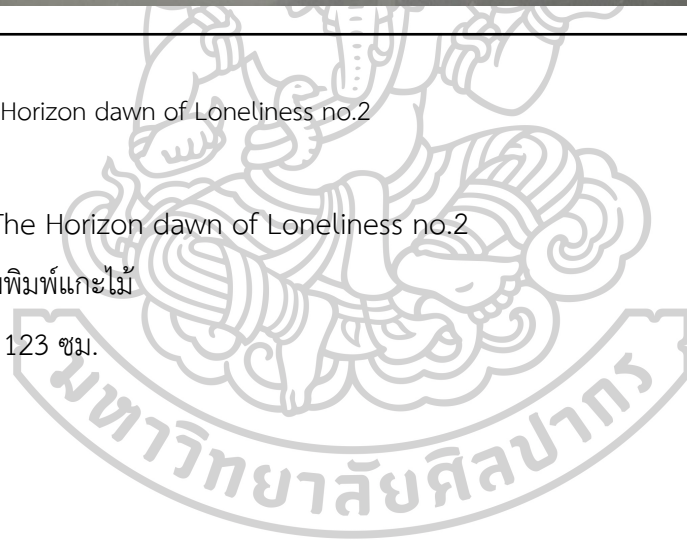 Horizon dawn of Loneliness no.2
The Horizon dawn of Loneliness no.2
พิมพ์แกะไม้
123 ซม.
มหาวิทยาลัยศิลปากร